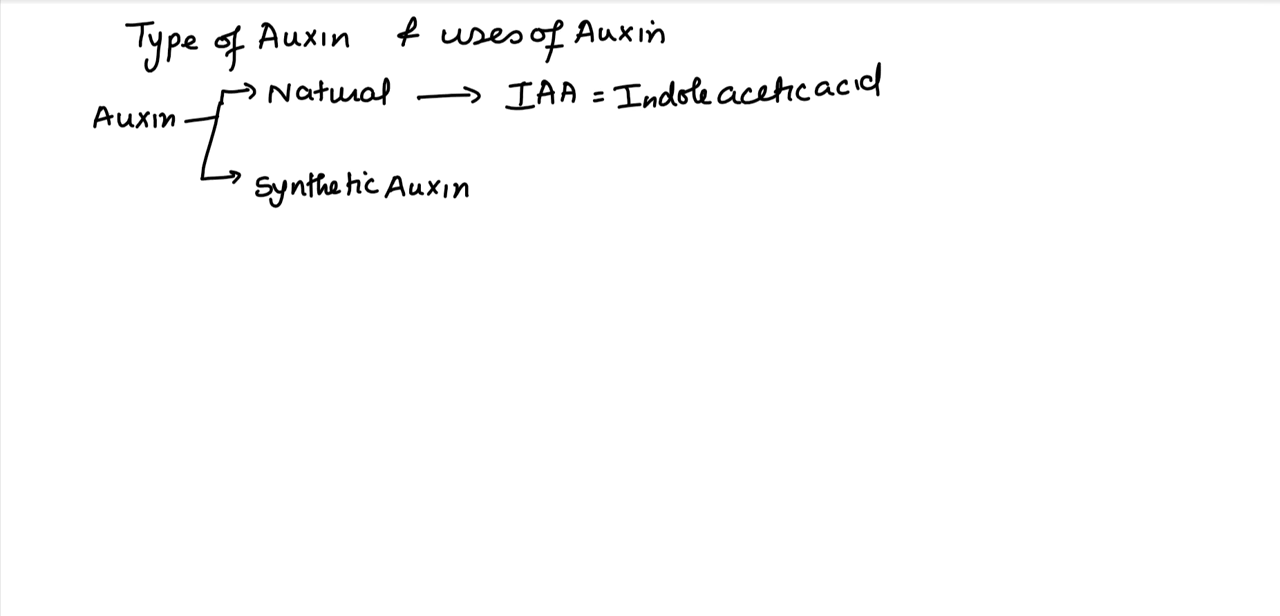 Type of Auxin & uses of Auxin
Natural → IAA = Indole acetic acid
Auxin
Synthetic Auxin